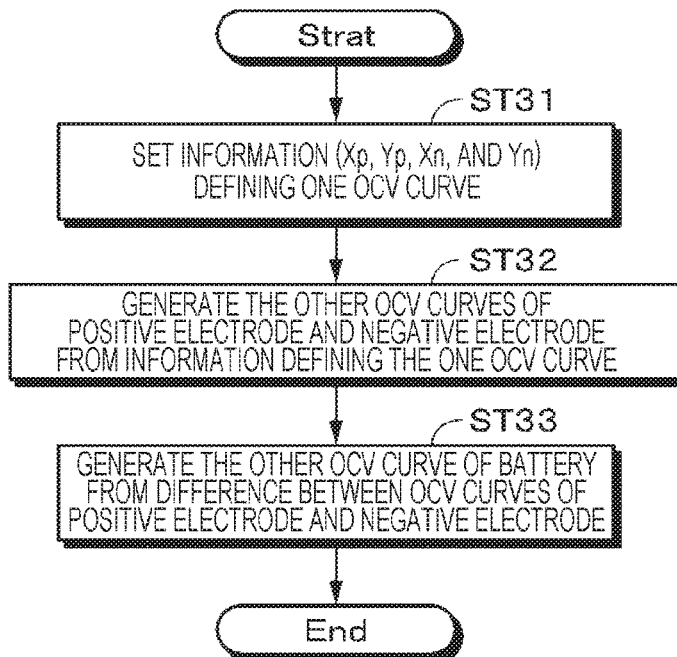 Strat
ST31
SET INFORMATION (Xp, Yp, Xn, AND Yn)
DEFINING ONE OCV CURVE
ST32
GENERATE THE OTHER OCV CURVES OF
POSITIVE ELECTRODE AND NEGATIVE ELECTRODE
FROM INFORMATION DEFINING THE ONE OCV CURVE
ST33
GENERATE THE OTHER OCV CURVE OF BATTERY
FROM DIFFERENCE BETWEEN OCV CURVES OF
POSITIVE ELECTRODE AND NEGATIVE ELECTRODE
End